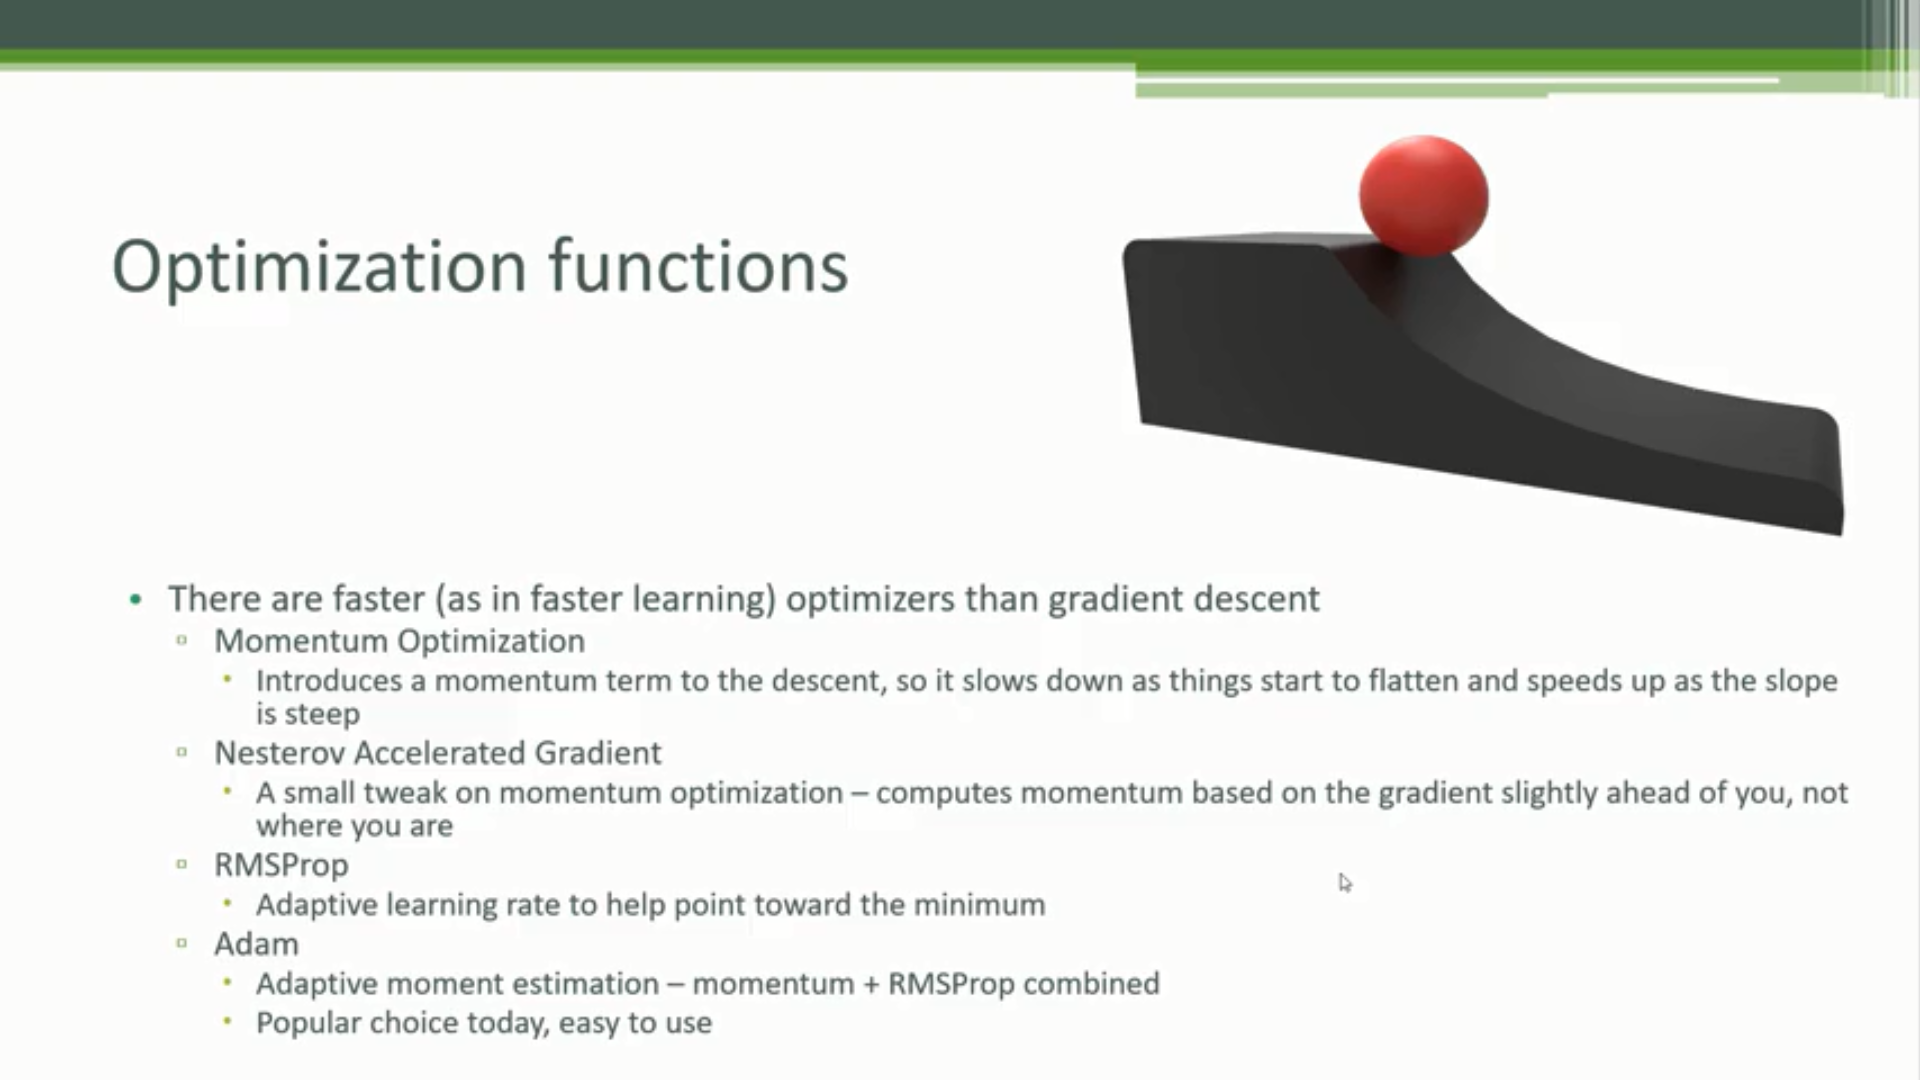 Optimization functions
• There are faster (as in faster learning) optimizers than gradient descent
▫ Momentum Optimization
• Introduces a momentum term to the descent, so it slows down as things start to flatten and speeds up as the slope
is steep
▫ Nesterov Accelerated Gradient
• A small tweak on momentum optimization – computes momentum based on the gradient slightly ahead of you, not
where you are
▫ RMSProp
• Adaptive learning rate to help point toward the minimum
▫ Adam
• Adaptive moment estimation – momentum + RMSProp combined
• Popular choice today, easy to use